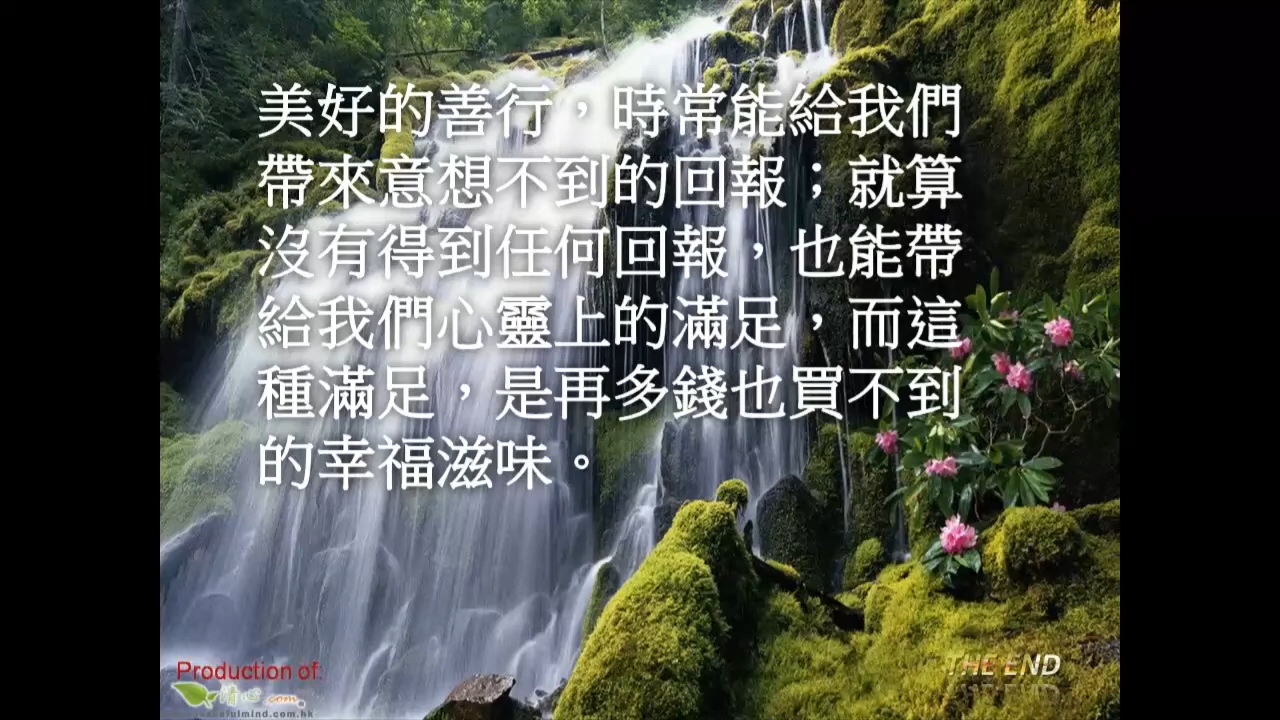 美好的善行，時常能給我們
帶來意想不到的回報；就算
沒有得到任何回報，也能帶
給我們心靈上的滿足，而這
種滿足，是再多錢也買不到
的幸福滋味。
Production of:
清心.com
THE END